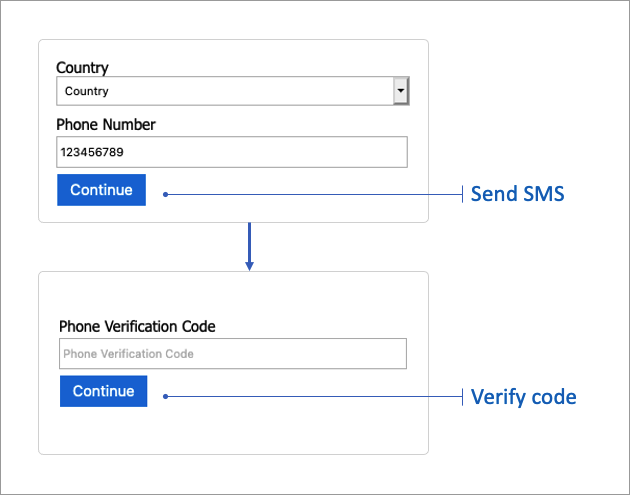 Country
Country
Phone Number
123456789
Continue
Send SMS
Phone Verification Code
Phone Verification Code
Continue
Verify code